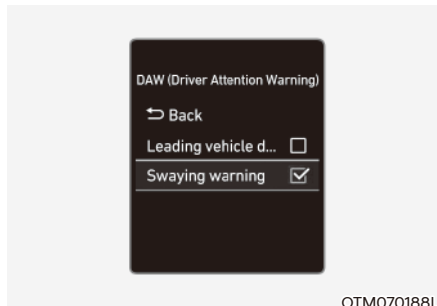 DAW (Driver Attention Warning)
Back
Leading vehicle d...
Swaying warning
OTM070188L